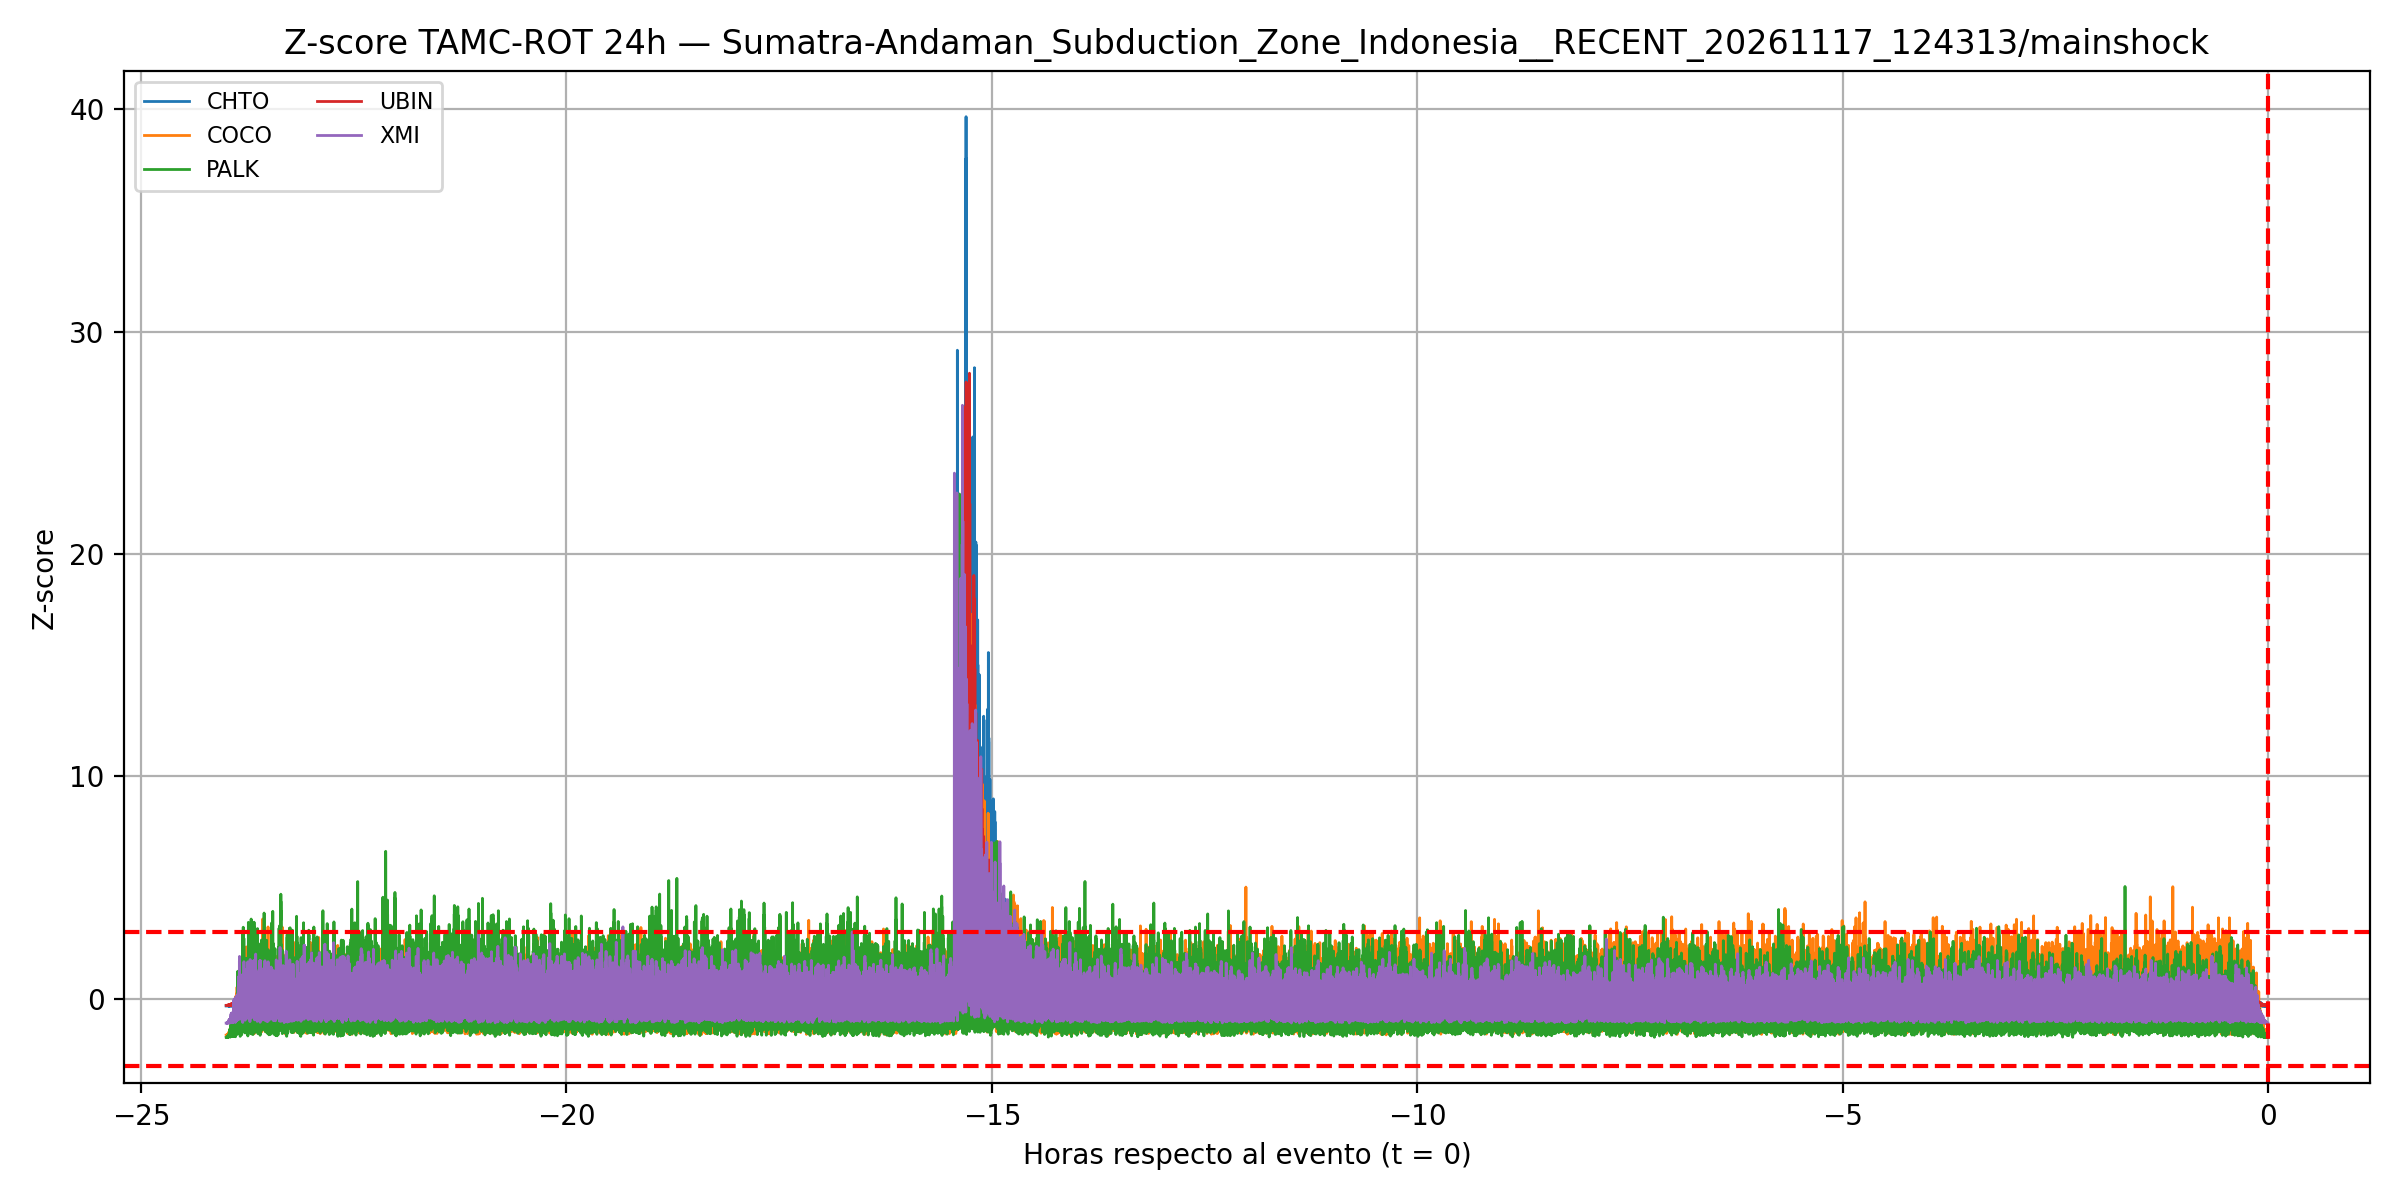 Z-score TAMC-ROT 24h — Sumatra-Andaman_Subduction_Zone_Indonesia__RECENT_20261117_124313/mainshock
CHTO
COCO
PALK
UBIN
XMI
40
30
20
10
0
Z-score
−25
−20
−15
−10
−5
0
Horas respecto al evento (t = 0)